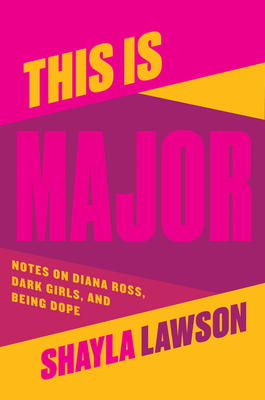 THIS IS
MAJOR
NOTES ON DIANA ROSS,
DARK GIRLS, AND
BEING DOPE
SHAYLA LAWSON